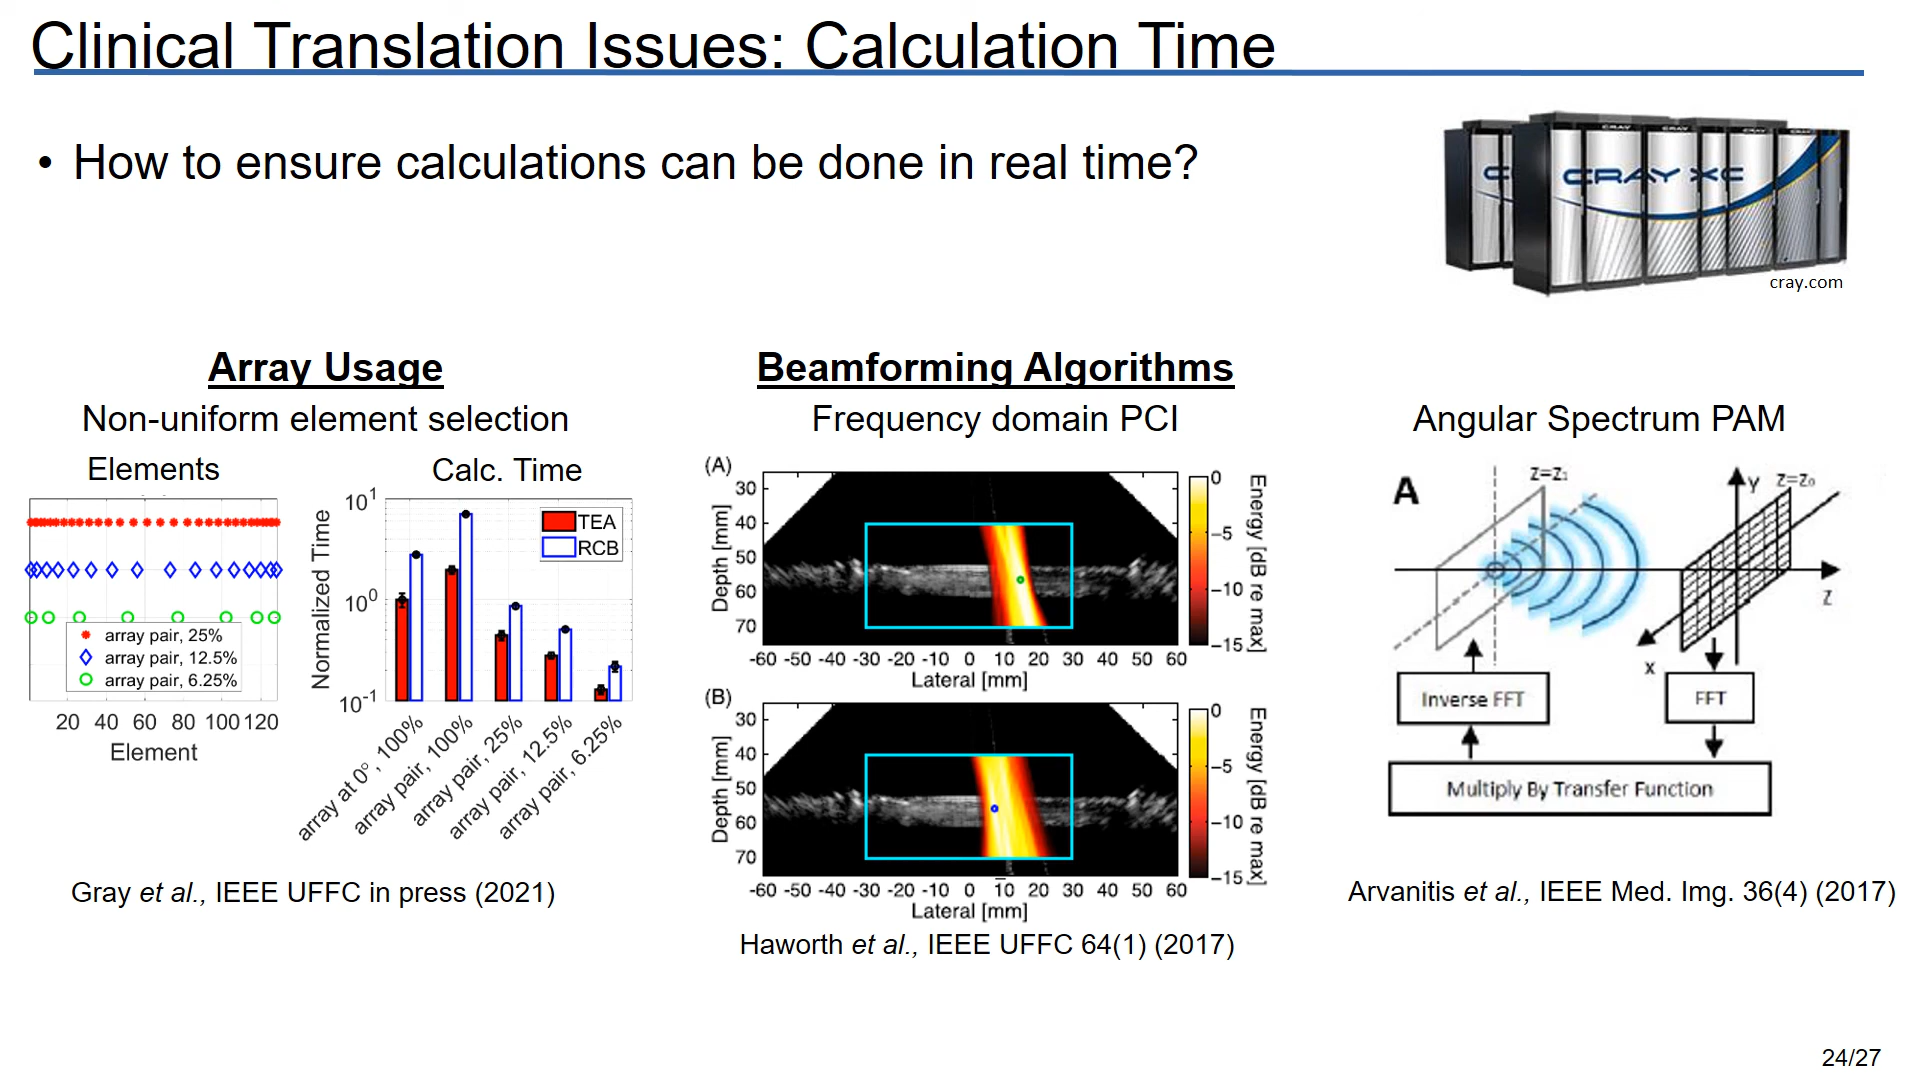 Clinical Translation Issues: Calculation Time
• How to ensure calculations can be done in real time?
CRAY CRAY CRAY CRAY
C CRAY XC
cray.com
Array Usage
Non-uniform element selection
Elements
array pair, 25%
array pair, 12.5%
array pair, 6.25%
20 40 60 80 100 120
Element
Calc. Time
Normalized Time
10^1
10^0
10^-1
TEA
RCB
array at 0°, 100%
array pair, 100%
array pair, 25%
array pair, 12.5%
array pair, 6.25%
Gray et al., IEEE UFFC in press (2021)
Beamforming Algorithms
Frequency domain PCI
(A)
Depth [mm]
30
40
50
60
70
-60 -50 -40 -30 -20 -10 0 10 20 30 40 50 60
Lateral [mm]
0
-5
-10
-15
Energy [dB re max]
(B)
Depth [mm]
30
40
50
60
70
-60 -50 -40 -30 -20 -10 0 10 20 30 40 50 60
Lateral [mm]
0
-5
-10
-15
Energy [dB re max]
Haworth et al., IEEE UFFC 64(1) (2017)
Angular Spectrum PAM
A
z=z₁
y
z=z₀
z
x
Inverse FFT
FFT
Multiply By Transfer Function
Arvanitis et al., IEEE Med. Img. 36(4) (2017)
24/27